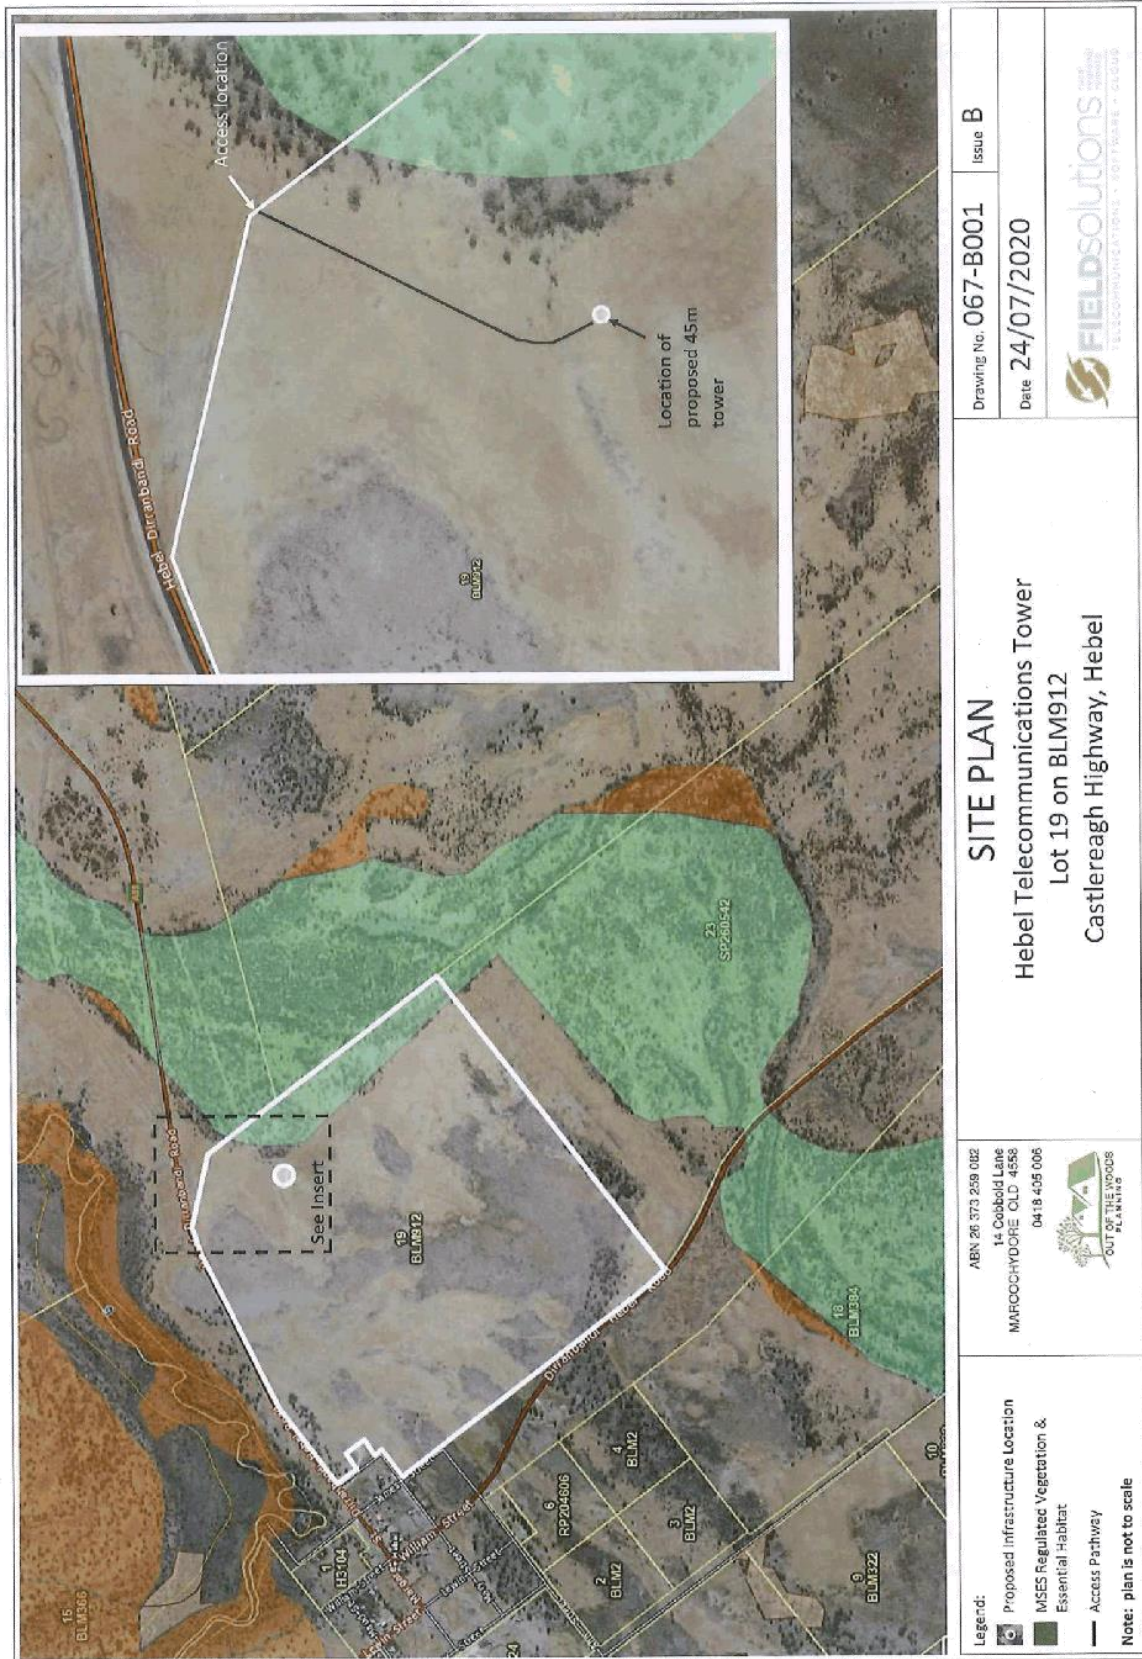 Access location
Hebel Dirranbandi Road
Location of
proposed 45m
tower
19
BLM912
Dirranbandi Road
See Insert
19
BLM912
23
SP260542
18
BLM384
Dirranbandi Hebel Road
15
BLM366
1
H3104
William Street
6
RP204606
4
BLM2
3
BLM2
2
BLM2
9
BLM322
10
24
Legend:
Proposed Infrastructure Location
MSES Regulated Vegetation &
Essential Habitat
Access Pathway
Note: plan is not to scale
ABN 26 373 259 082
14 Cobbold Lane
MAROOCHYDORE QLD 4558
0418 405 006
OUT OF THE WOODS
PLANNING
SITE PLAN
Hebel Telecommunications Tower
Lot 19 on BLM912
Castlereagh Highway, Hebel
Drawing No. 067-B001
Issue B
Date 24/07/2020
FIELDSOLUTIONS
TELECOMMUNICATIONS - SOFTWARE - CLOUD